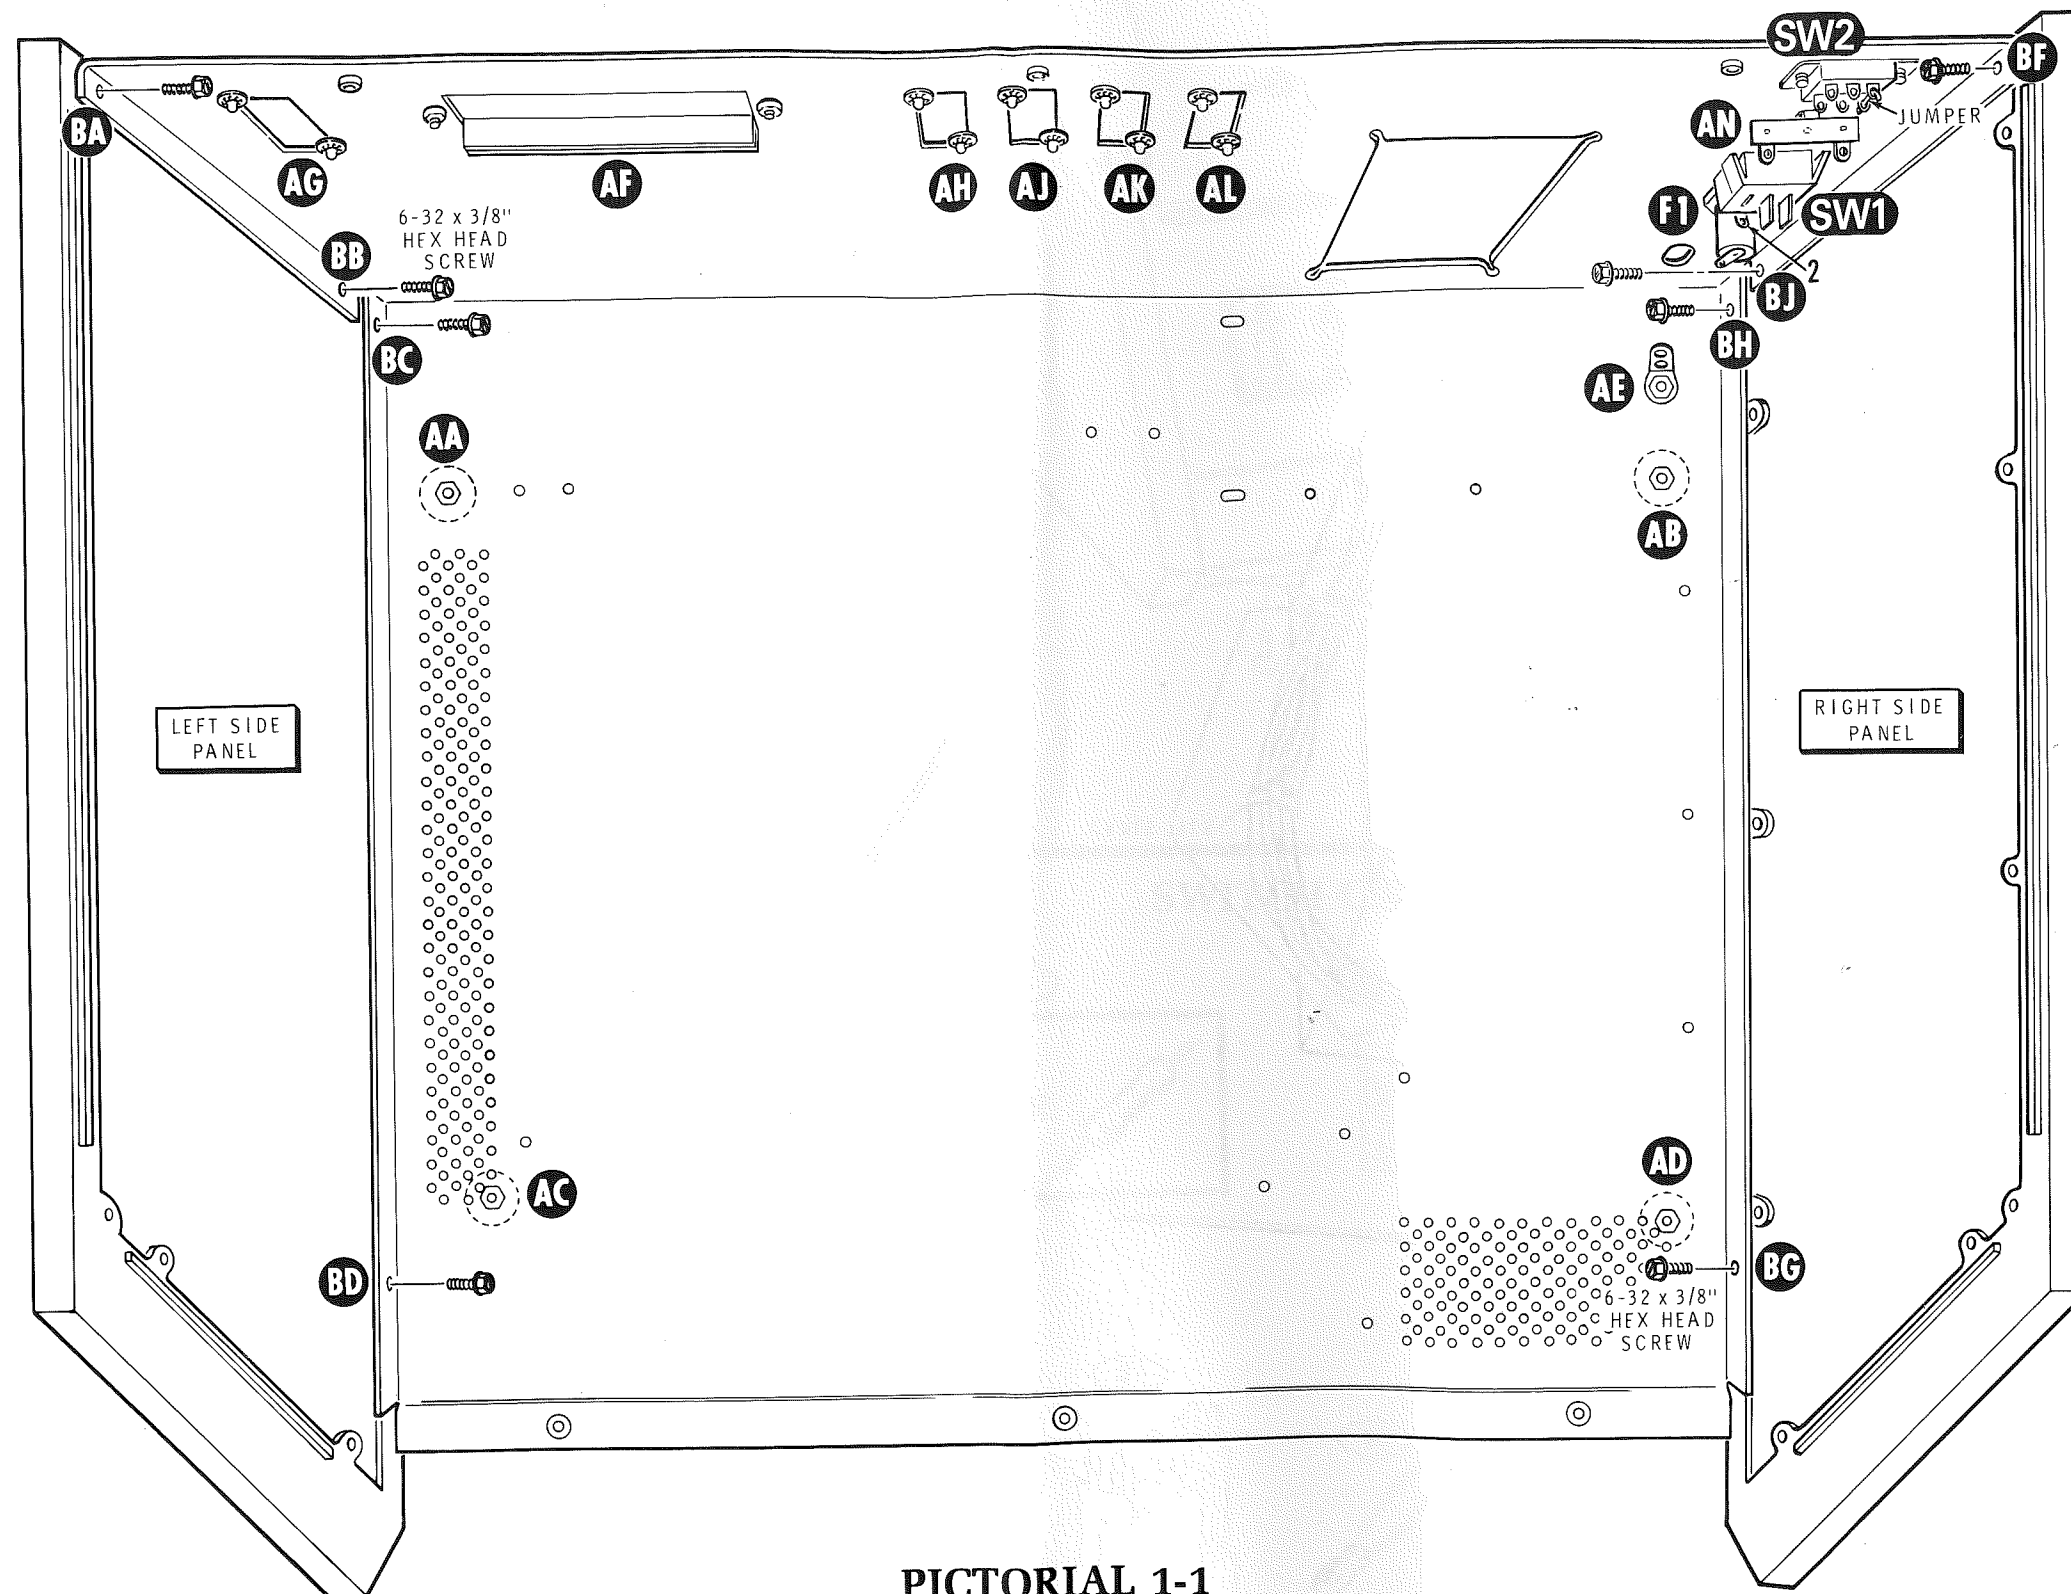 SW2
BF
BA
JUMPER
AN
AG
AF
AH
AJ
AK
AL
F1
SW1
6-32 x 3/8"
HEX HEAD
SCREW
BB
2
BJ
BC
BH
AE
AA
AB
LEFT SIDE
PANEL
RIGHT SIDE
PANEL
AD
AC
BD
BG
6-32 x 3/8"
HEX HEAD
SCREW
PICTORIAL 1-1